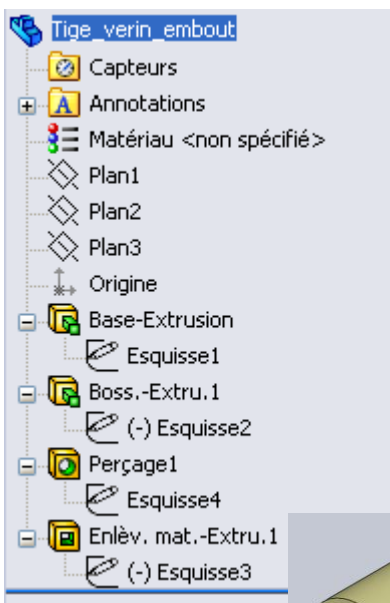 Tige_verin_embout
Capteurs
Annotations
Matériau <non spécifié>
Plan1
Plan2
Plan3
Origine
Base-Extrusion
Esquisse1
Boss.-Extru.1
(-) Esquisse2
Perçage1
Esquisse4
Enlèv. mat.-Extru.1
(-) Esquisse3